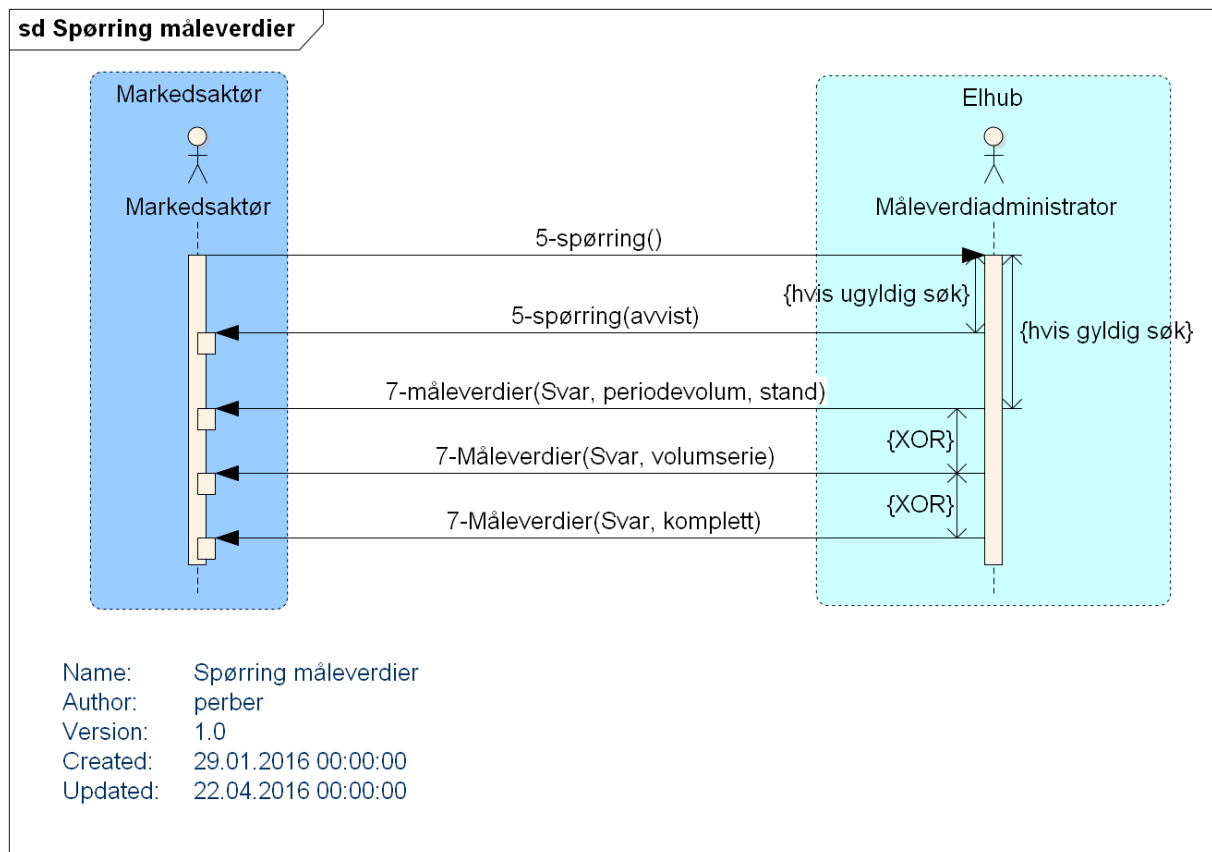 sd Spørring måleverdier
Markedsaktør
Elhub
Markedsaktør
Måleverdiadministrator
5-spørring()
{hvis ugyldig søk}
5-spørring(avvist)
{hvis gyldig søk}
7-måleverdier(Svar, periodevolum, stand)
{XOR}
7-Måleverdier(Svar, volumserie)
{XOR}
7-Måleverdier(Svar, komplett)
Name: Spørring måleverdier
Author: perber
Version: 1.0
Created: 29.01.2016 00:00:00
Updated: 22.04.2016 00:00:00